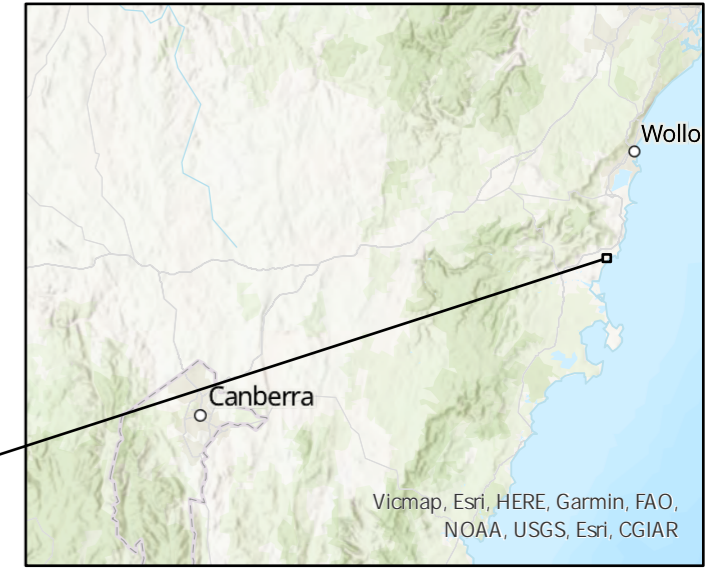 Wollo
Canberra
Vicmap, Esri, HERE, Garmin, FAO,
NOAA, USGS, Esri, CGIAR